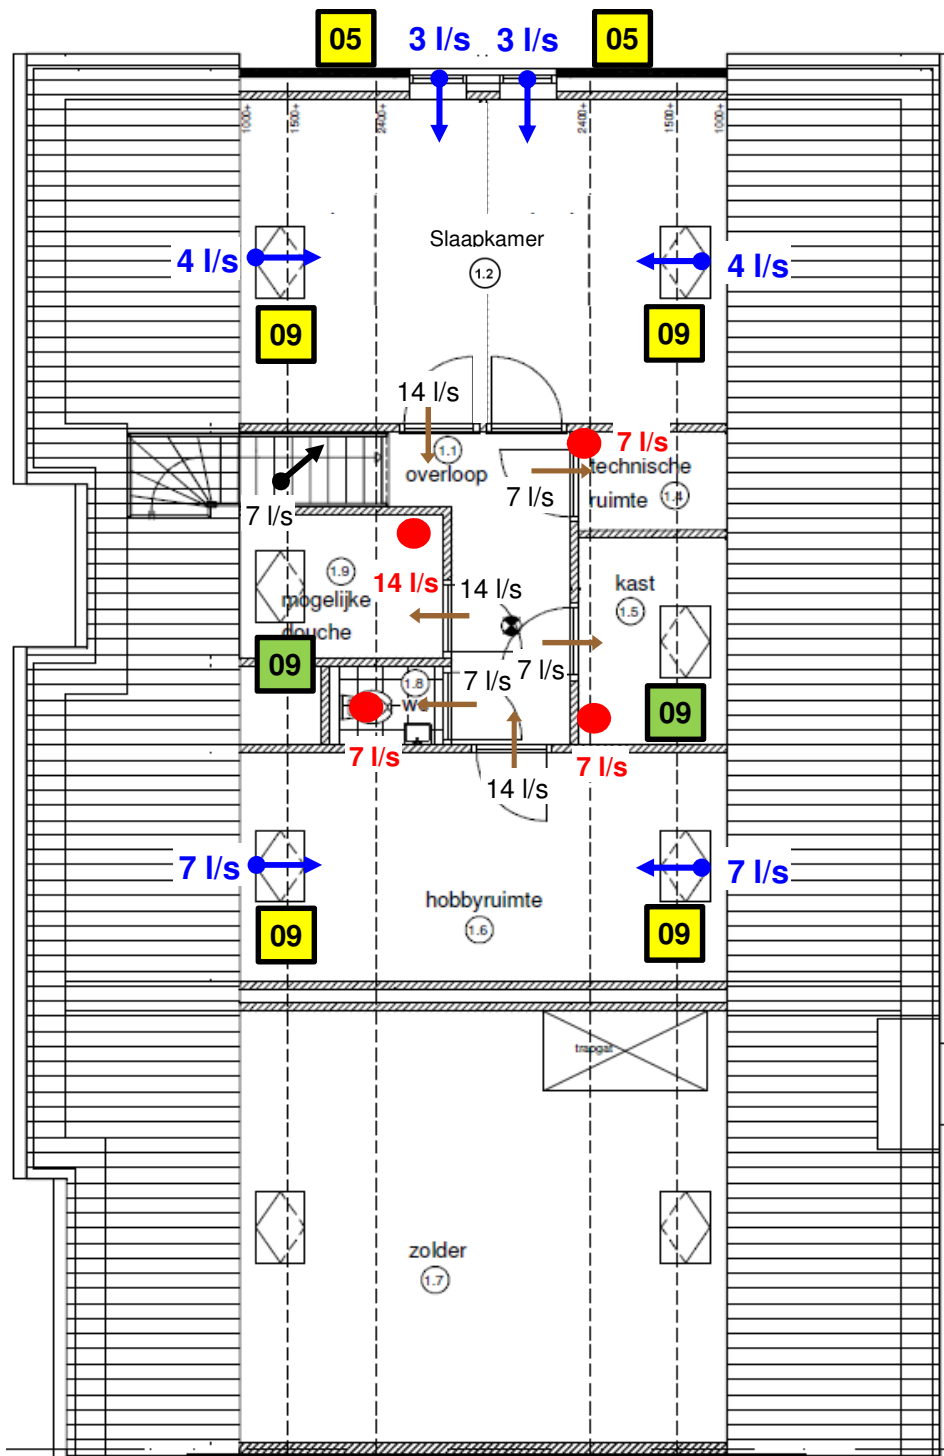 05 3 l/s 3 l/s 05
1000+ 1500+ 2400+ 2400+ 1500+ 1000+
Slaapkamer
1.2
4 l/s 4 l/s
09 09
14 l/s
1.1
overloop
7 l/s
technische
ruimte 1.4
7 l/s
7 l/s
1.9
14 l/s
mogelijke
douche
14 l/s
kast
1.5
09
7 l/s
7 l/s
1.8
wc
09
7 l/s
7 l/s
14 l/s
7 l/s 7 l/s
hobbyruimte
1.6
09 09
trapgat
zolder
1.7